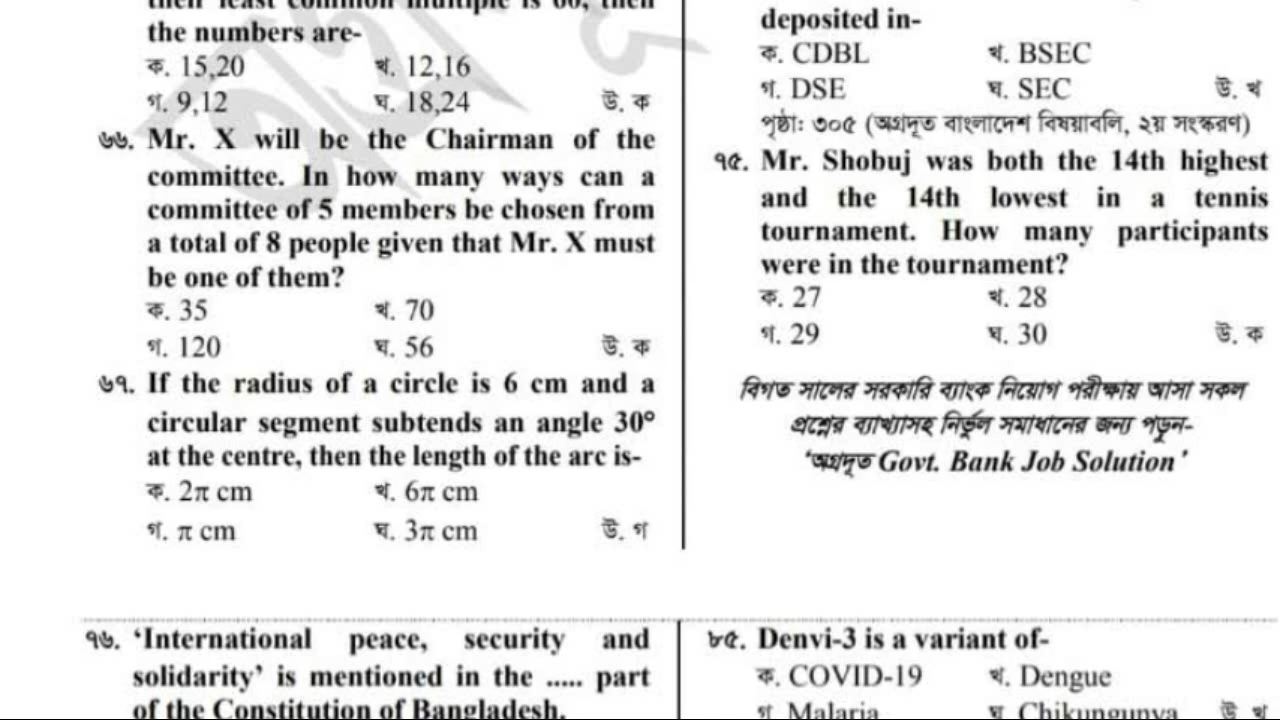 then least common multiple is 60, then
the numbers are-
ক. 15,20 খ. 12,16
গ. 9,12 ঘ. 18,24 উ. ক
৬৬. Mr. X will be the Chairman of the
committee. In how many ways can a
committee of 5 members be chosen from
a total of 8 people given that Mr. X must
be one of them?
ক. 35 খ. 70
গ. 120 ঘ. 56 উ. ক
৬৭. If the radius of a circle is 6 cm and a
circular segment subtends an angle 30°
at the centre, then the length of the arc is-
ক. 2π cm খ. 6π cm
গ. π cm ঘ. 3π cm উ. গ
deposited in-
ক. CDBL খ. BSEC
গ. DSE ঘ. SEC উ. খ
পৃষ্ঠা: ৩০৫ (অগ্রদূত বাংলাদেশ বিষয়াবলি, ২য় সংস্করণ)
৭৫. Mr. Shobuj was both the 14th highest
and the 14th lowest in a tennis
tournament. How many participants
were in the tournament?
ক. 27 খ. 28
গ. 29 ঘ. 30 উ. ক
বিগত সালের সরকারি ব্যাংক নিয়োগ পরীক্ষায় আসা সকল
প্রশ্নের ব্যাখ্যাসহ নির্ভুল সমাধানের জন্য পড়ুন-
‘অগ্রদূত Govt. Bank Job Solution’
৭৬. ‘International peace, security and
solidarity’ is mentioned in the ..... part
of the Constitution of Bangladesh.
৮৫. Denvi-3 is a variant of-
ক. COVID-19 খ. Dengue
গ. Malaria ঘ. Chikungunya উ. খ